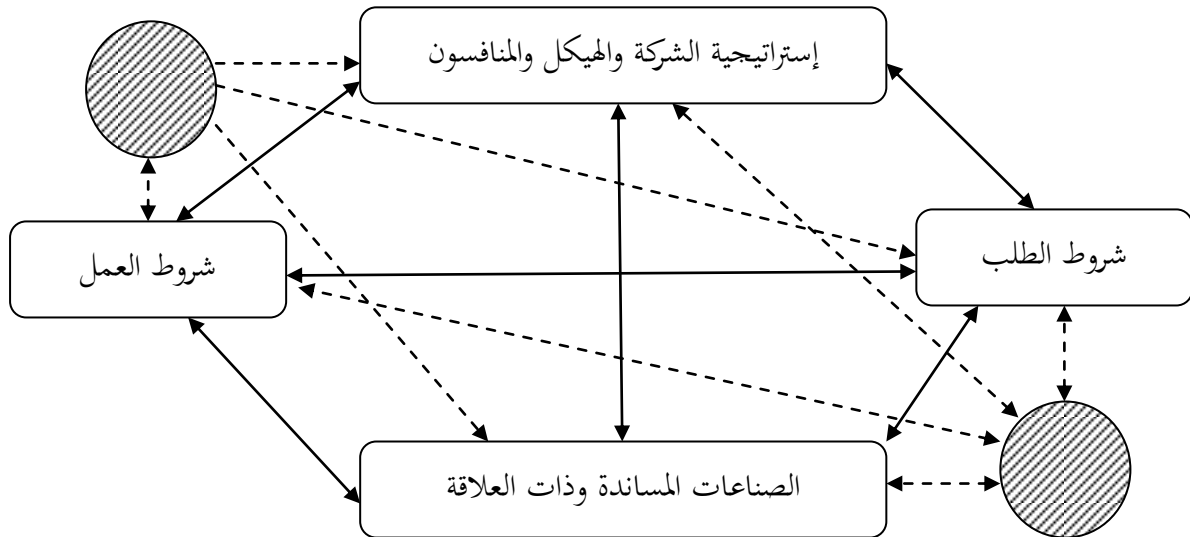 إستراتيجية الشركة والهيكل والمنافسون
شروط الطلب
شروط العمل
الصناعات المساندة وذات العلاقة